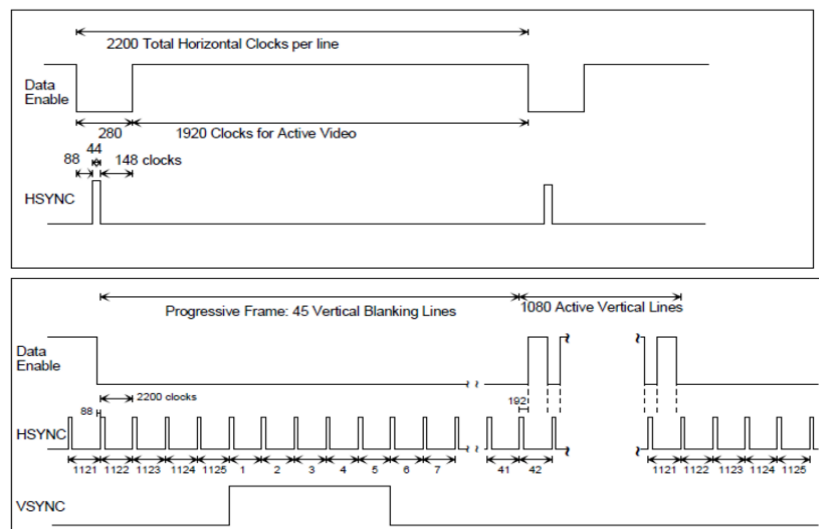 2200 Total Horizontal Clocks per line
Data
Enable
280
1920 Clocks for Active Video
44
88
148 clocks
HSYNC
Progressive Frame: 45 Vertical Blanking Lines
1080 Active Vertical Lines
Data
Enable
88
2200 clocks
192
HSYNC
1121 1122 1123 1124 1125 1 2 3 4 5 6 7 41 42 1121 1122 1123 1124 1125
VSYNC